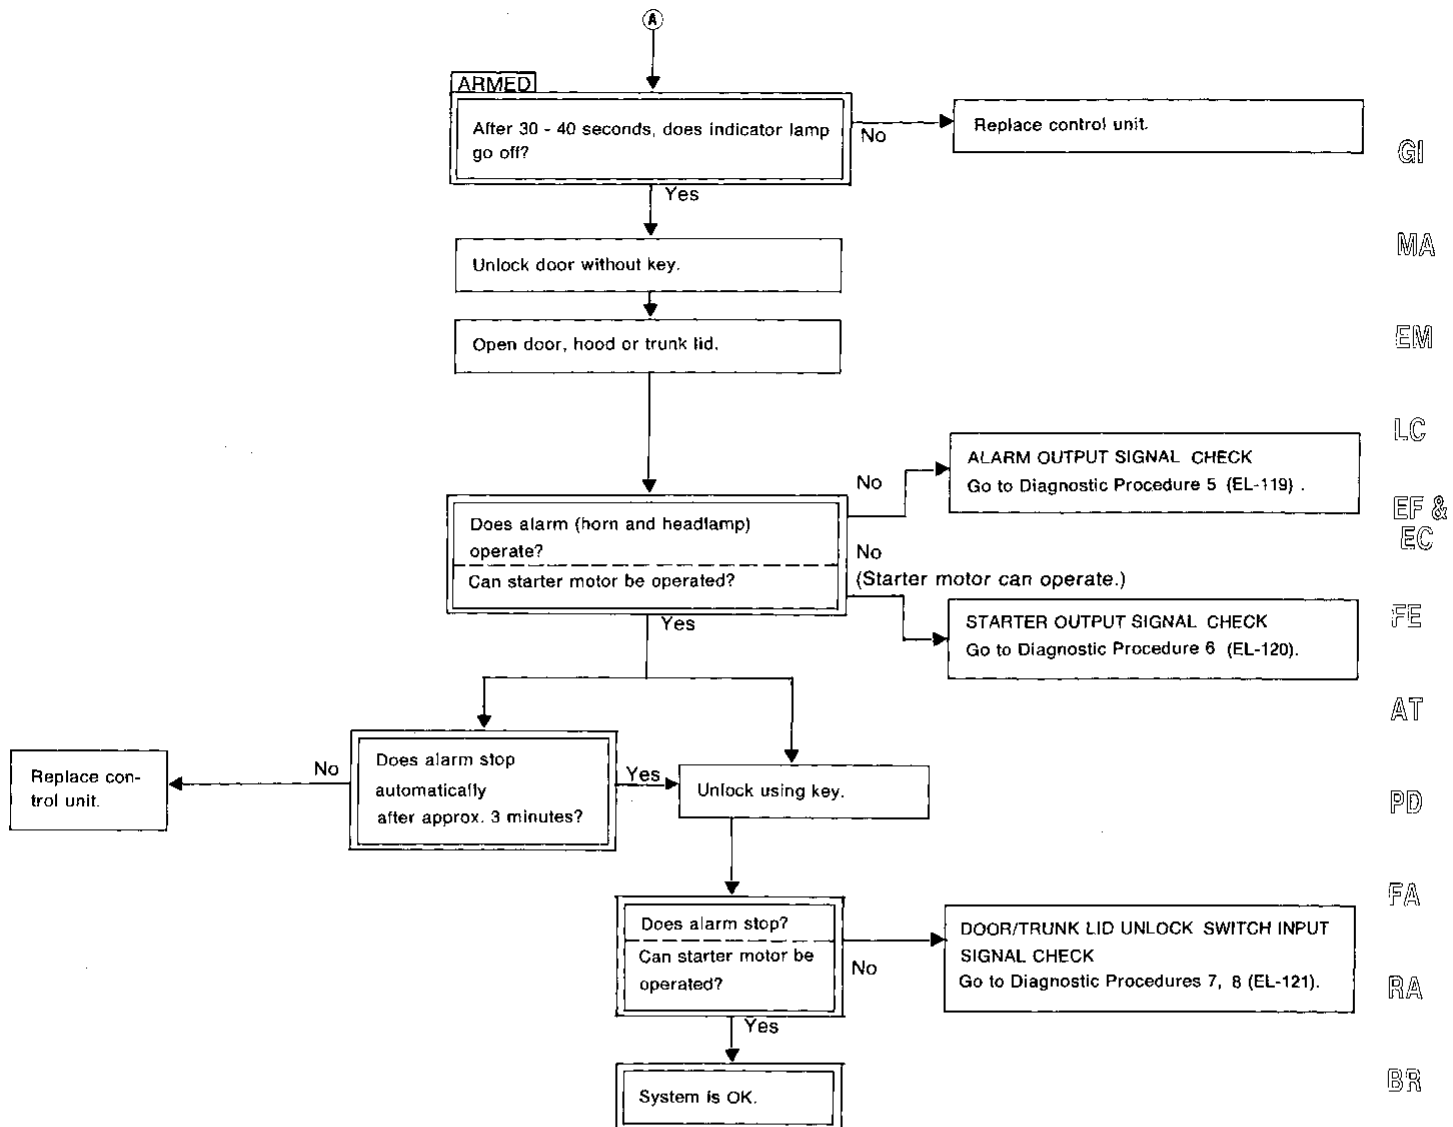 A
ARMED
After 30 - 40 seconds, does indicator lamp
go off?
No
Replace control unit.
Yes
Unlock door without key.
Open door, hood or trunk lid.
Does alarm (horn and headlamp)
operate?
Can starter motor be operated?
No
ALARM OUTPUT SIGNAL CHECK
Go to Diagnostic Procedure 5 (EL-119) .
No
(Starter motor can operate.)
STARTER OUTPUT SIGNAL CHECK
Go to Diagnostic Procedure 6 (EL-120).
Yes
Does alarm stop
automatically
after approx. 3 minutes?
No
Replace con-
trol unit.
Yes
Unlock using key.
Does alarm stop?
Can starter motor be
operated?
No
DOOR/TRUNK LID UNLOCK SWITCH INPUT
SIGNAL CHECK
Go to Diagnostic Procedures 7, 8 (EL-121).
Yes
System is OK.
GI
MA
EM
LC
EF &
EC
FE
AT
PD
FA
RA
BR